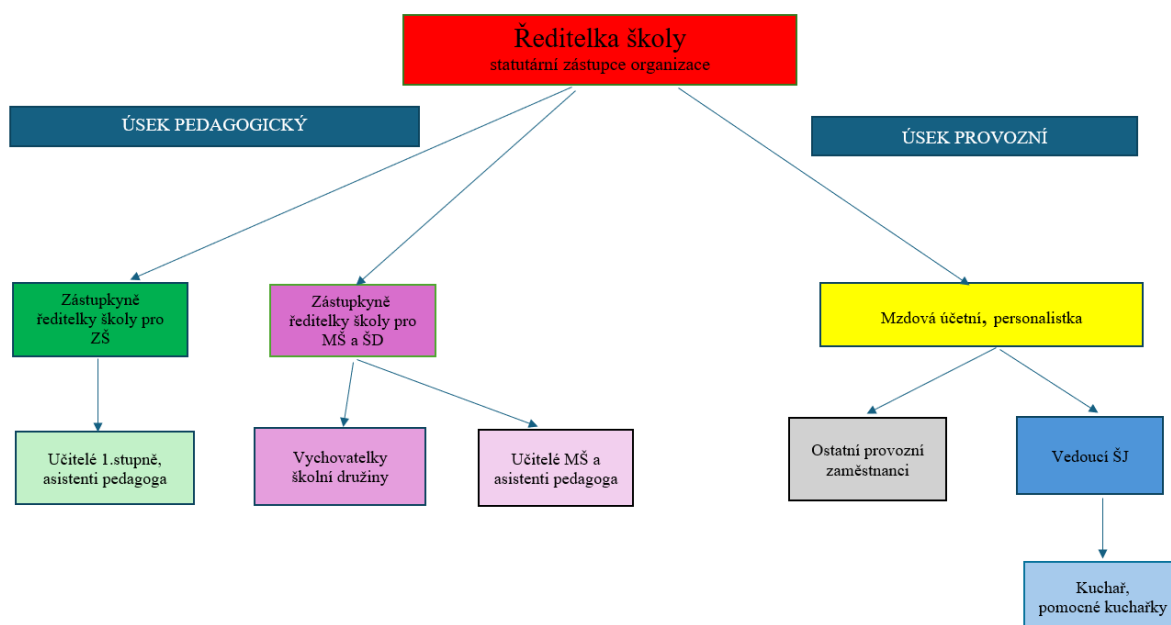 Ředitelka školy
statutární zástupce organizace
ÚSEK PEDAGOGICKÝ
ÚSEK PROVOZNÍ
Zástupkyně
ředitelky školy pro
ZŠ
Zástupkyně
ředitelky školy pro
MŠ a ŠD
Mzdová účetní, personalistka
Učitelé 1.stupně,
asistenti pedagoga
Vychovatelky
školní družiny
Učitelé MŠ a
asistenti pedagoga
Ostatní provozní
zaměstnanci
Vedoucí ŠJ
Kuchař,
pomocné kuchařky